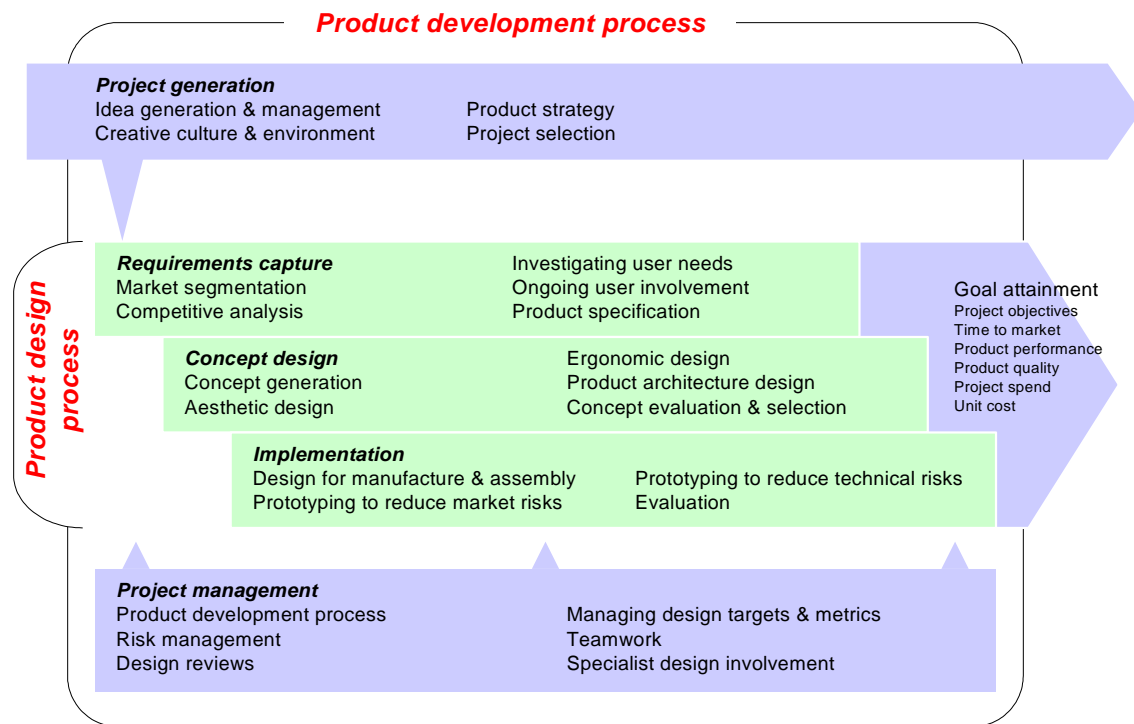 Product development process
Project generation
Idea generation & management
Creative culture & environment
Product strategy
Project selection
Product design
process
Requirements capture
Market segmentation
Competitive analysis
Investigating user needs
Ongoing user involvement
Product specification
Concept design
Concept generation
Aesthetic design
Ergonomic design
Product architecture design
Concept evaluation & selection
Implementation
Design for manufacture & assembly
Prototyping to reduce market risks
Prototyping to reduce technical risks
Evaluation
Goal attainment
Project objectives
Time to market
Product performance
Product quality
Project spend
Unit cost
Project management
Product development process
Risk management
Design reviews
Managing design targets & metrics
Teamwork
Specialist design involvement